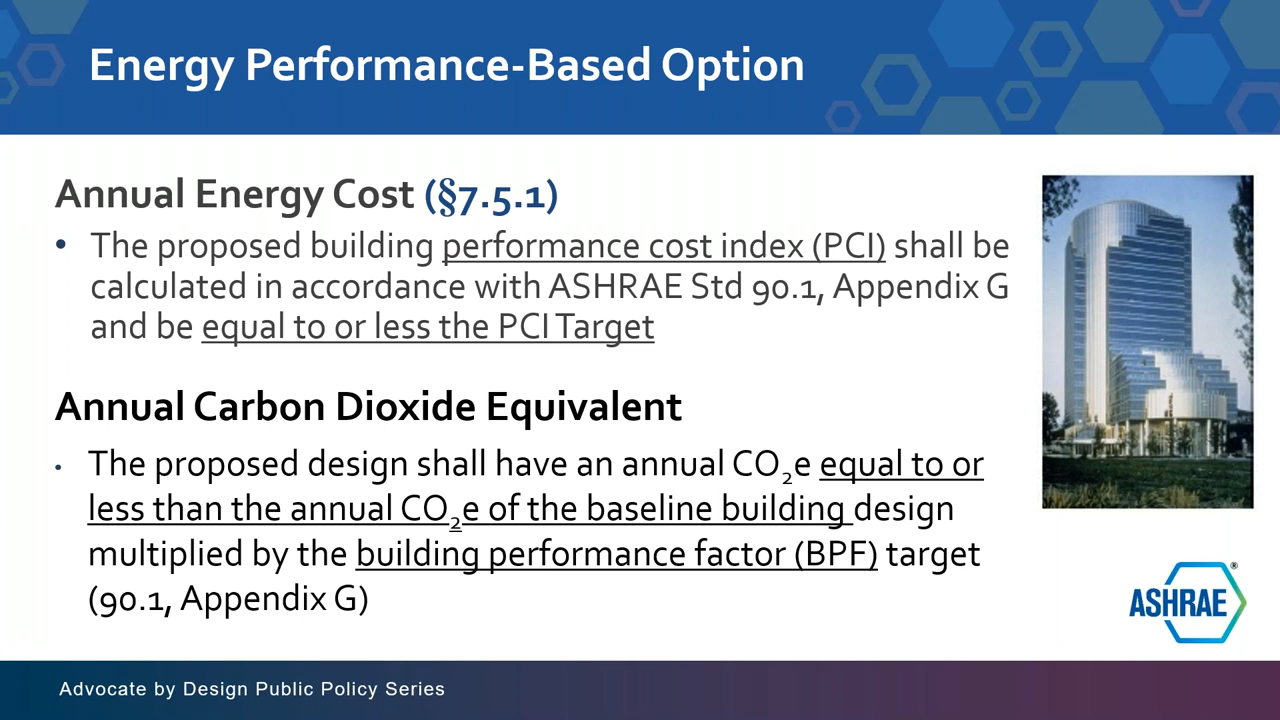 Energy Performance-Based Option
Annual Energy Cost (§7.5.1)
• The proposed building performance cost index (PCI) shall be
calculated in accordance with ASHRAE Std 90.1, Appendix G
and be equal to or less the PCI Target
Annual Carbon Dioxide Equivalent
• The proposed design shall have an annual CO₂e equal to or
less than the annual CO₂e of the baseline building design
multiplied by the building performance factor (BPF) target
(90.1, Appendix G)
ASHRAE®
Advocate by Design Public Policy Series